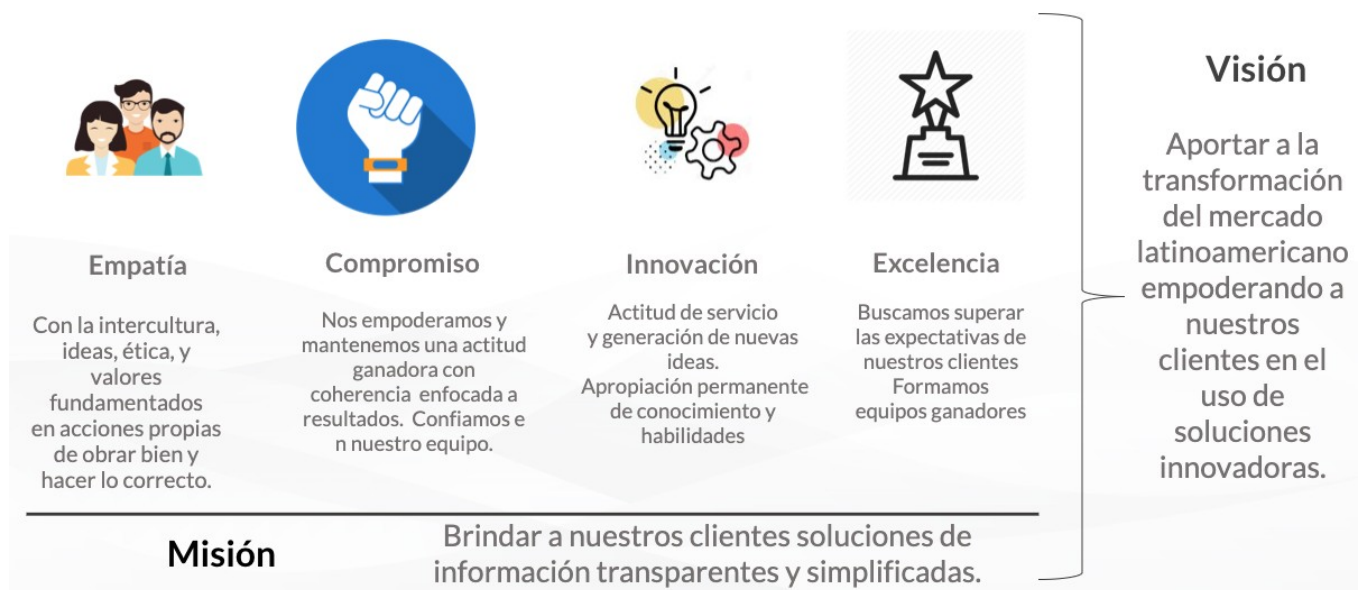 Empatía
Con la intercultura,
ideas, ética, y
valores
fundamentados
en acciones propias
de obrar bien y
hacer lo correcto.
Compromiso
Nos empoderamos y
mantenemos una actitud
ganadora con
coherencia enfocada a
resultados. Confiamos e
n nuestro equipo.
Innovación
Actitud de servicio
y generación de nuevas
ideas.
Apropiación permanente
de conocimiento y
habilidades
Excelencia
Buscamos superar
las expectativas de
nuestros clientes
Formamos
equipos ganadores
Misión
Brindar a nuestros clientes soluciones de
información transparentes y simplificadas.
Visión
Aportar a la
transformación
del mercado
latinoamericano
empoderando a
nuestros
clientes en el
uso de
soluciones
innovadoras.